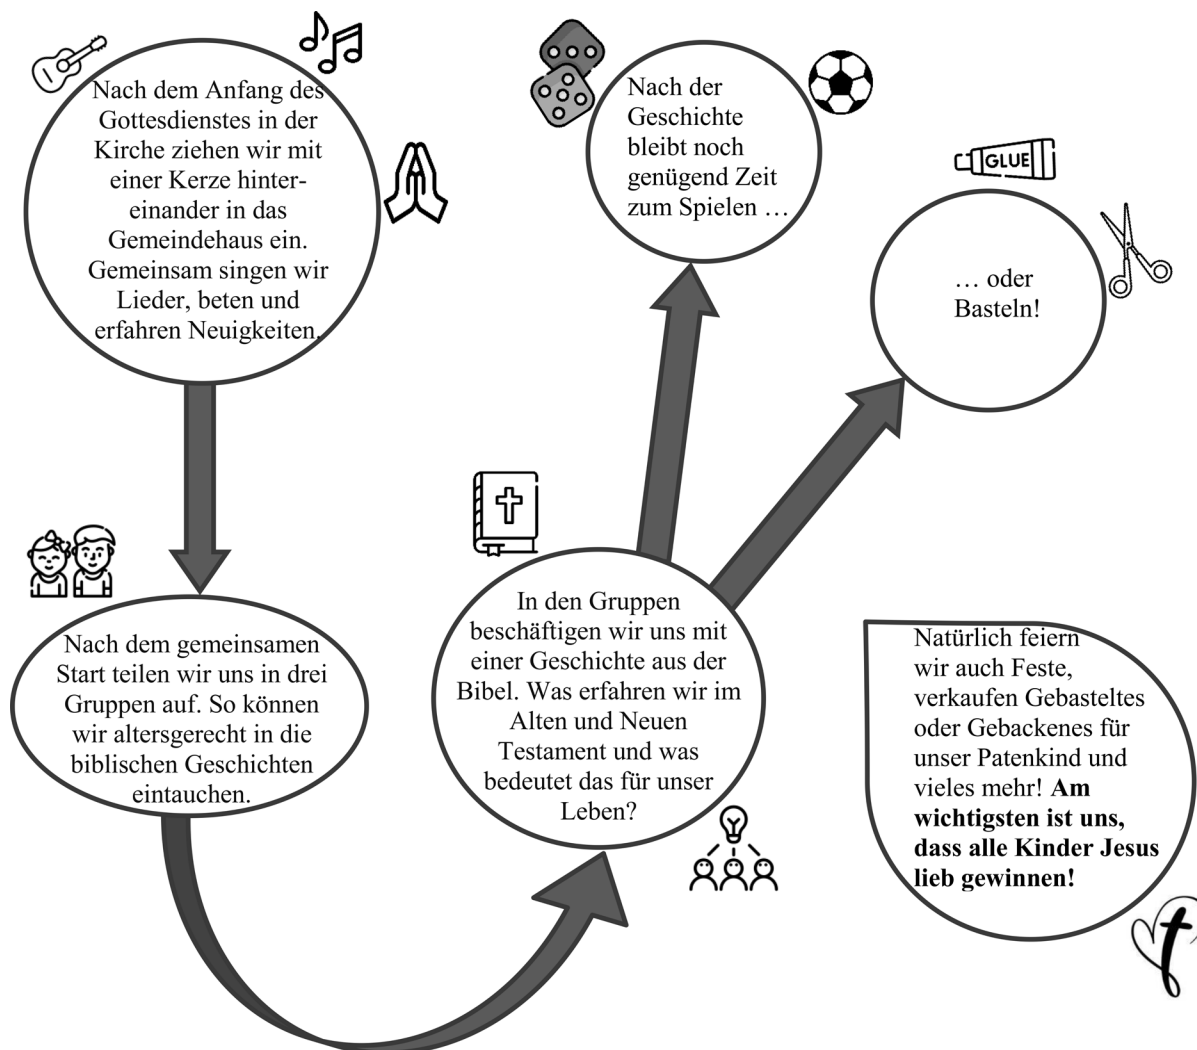 Nach dem Anfang des
Gottesdienstes in der
Kirche ziehen wir mit
einer Kerze hinter-
einander in das
Gemeindehaus ein.
Gemeinsam singen wir
Lieder, beten und
erfahren Neuigkeiten.
Nach dem gemeinsamen
Start teilen wir uns in drei
Gruppen auf. So können
wir altersgerecht in die
biblischen Geschichten
eintauchen.
In den Gruppen
beschäftigen wir uns mit
einer Geschichte aus der
Bibel. Was erfahren wir im
Alten und Neuen
Testament und was
bedeutet das für unser
Leben?
Nach der
Geschichte
bleibt noch
genügend Zeit
zum Spielen …
GLUE
… oder
Basteln!
Natürlich feiern
wir auch Feste,
verkaufen Gebasteltes
oder Gebackenes für
unser Patenkind und
vieles mehr! Am
wichtigsten ist uns,
dass alle Kinder Jesus
lieb gewinnen!